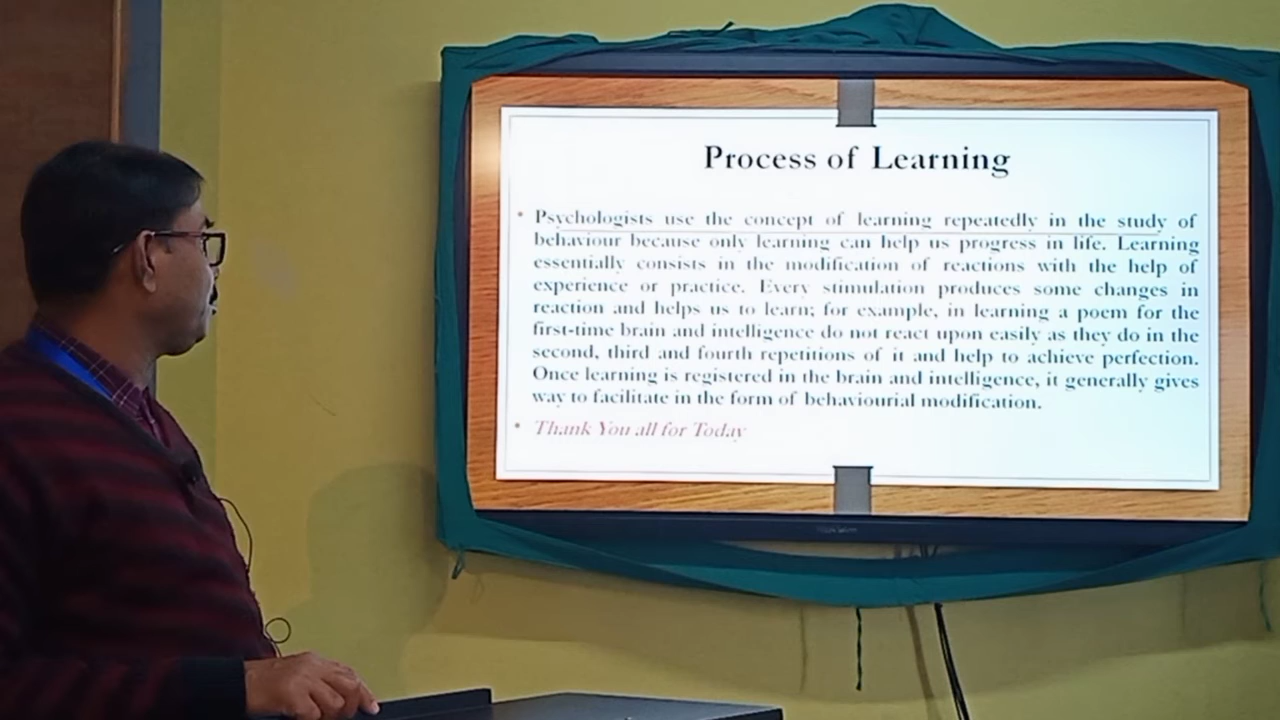 Process of Learning
• Psychologists use the concept of learning repeatedly in the study of
behaviour because only learning can help us progress in life. Learning
essentially consists in the modification of reactions with the help of
experience or practice. Every stimulation produces some changes in
reaction and helps us to learn; for example, in learning a poem for the
first-time brain and intelligence do not react upon easily as they do in the
second, third and fourth repetitions of it and help to achieve perfection.
Once learning is registered in the brain and intelligence, it generally gives
way to facilitate in the form of behaviourial modification.
• Thank You all for Today